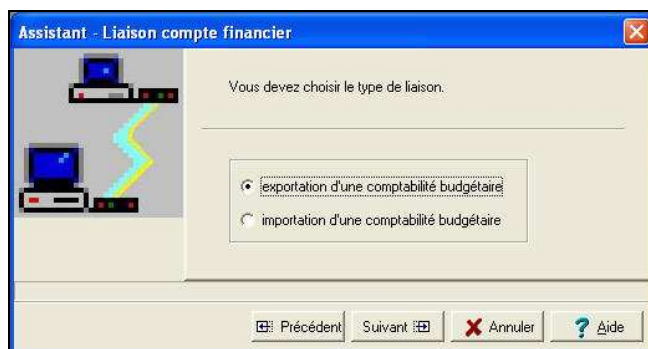 Assistant - Liaison compte financier
Vous devez choisir le type de liaison.
exportation d'une comptabilité budgétaire
importation d'une comptabilité budgétaire
Précédent Suivant Annuler Aide